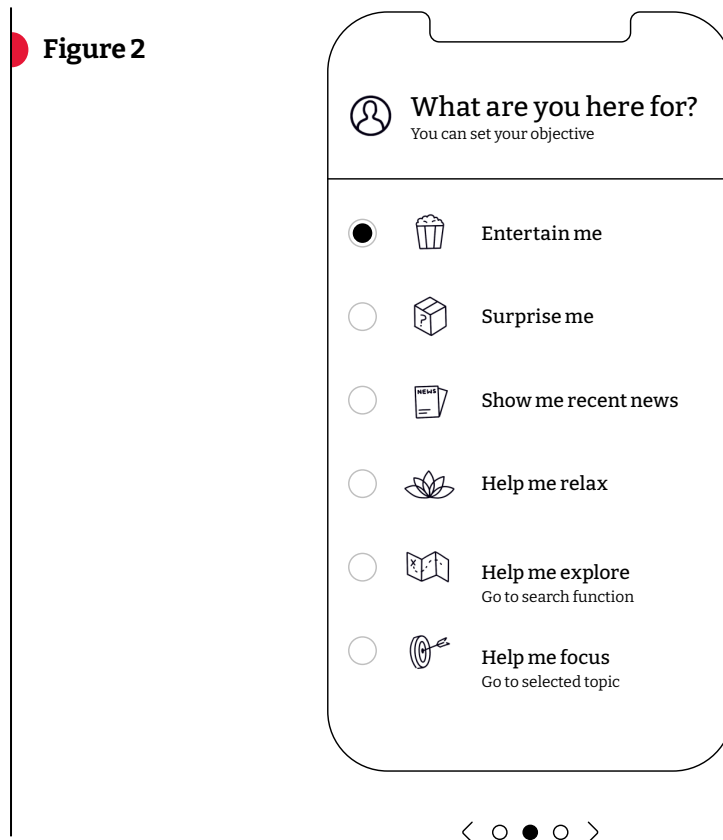 Figure 2
What are you here for?
You can set your objective
Entertain me
Surprise me
?
NEWS
Show me recent news
Help me relax
x
Help me explore
Go to search function
Help me focus
Go to selected topic